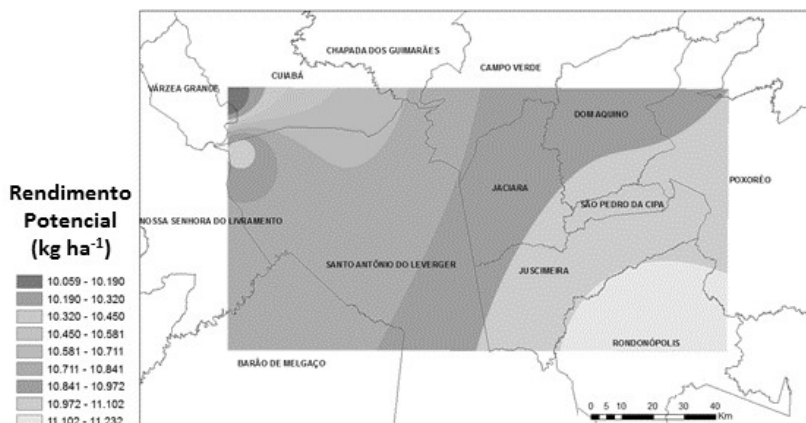 CHAPADA DOS GUIMARÃES
CAMPO VERDE
CUIABÁ
VÁRZEA GRANDE
DOM AQUINO
POXORÉO
JACIARA
SÃO PEDRO DA CIPA
NOSSA SENHORA DO LIVRAMENTO
SANTO ANTÔNIO DO LEVERGER
JUSCIMEIRA
RONDONÓPOLIS
BARÃO DE MELGAÇO
Rendimento
Potencial
(kg ha⁻¹)
10.059 - 10.190
10.190 - 10.320
10.320 - 10.450
10.450 - 10.581
10.581 - 10.711
10.711 - 10.841
10.841 - 10.972
10.972 - 11.102
11.102 - 11.232
0 5 10 20 30 40
Km